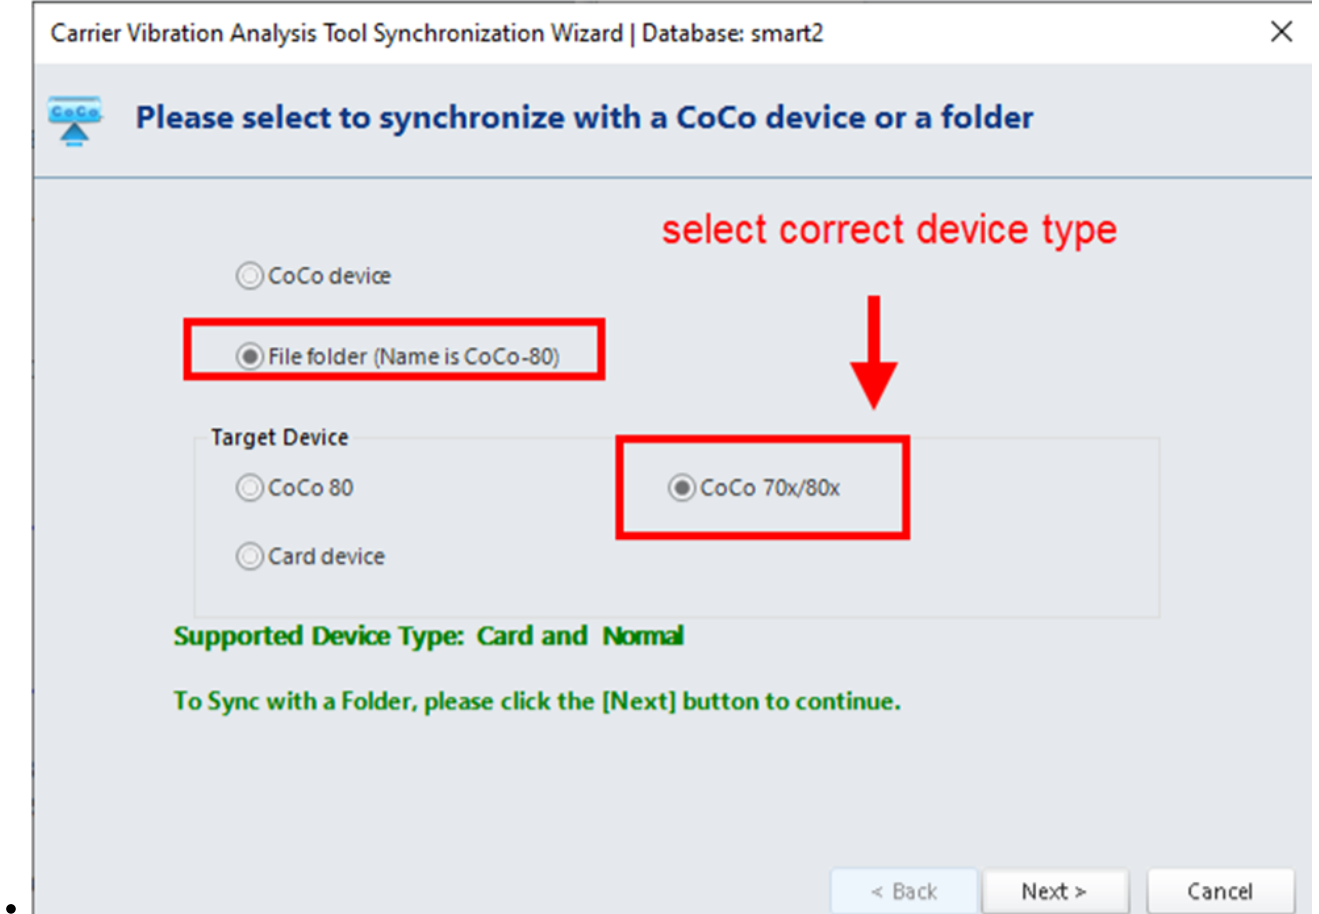 Carrier Vibration Analysis Tool Synchronization Wizard | Database: smart2
CoCo
Please select to synchronize with a CoCo device or a folder
select correct device type
CoCo device
File folder (Name is CoCo-80)
Target Device
CoCo 80
CoCo 70x/80x
Card device
Supported Device Type: Card and Normal
To Sync with a Folder, please click the [Next] button to continue.
< Back
Next >
Cancel